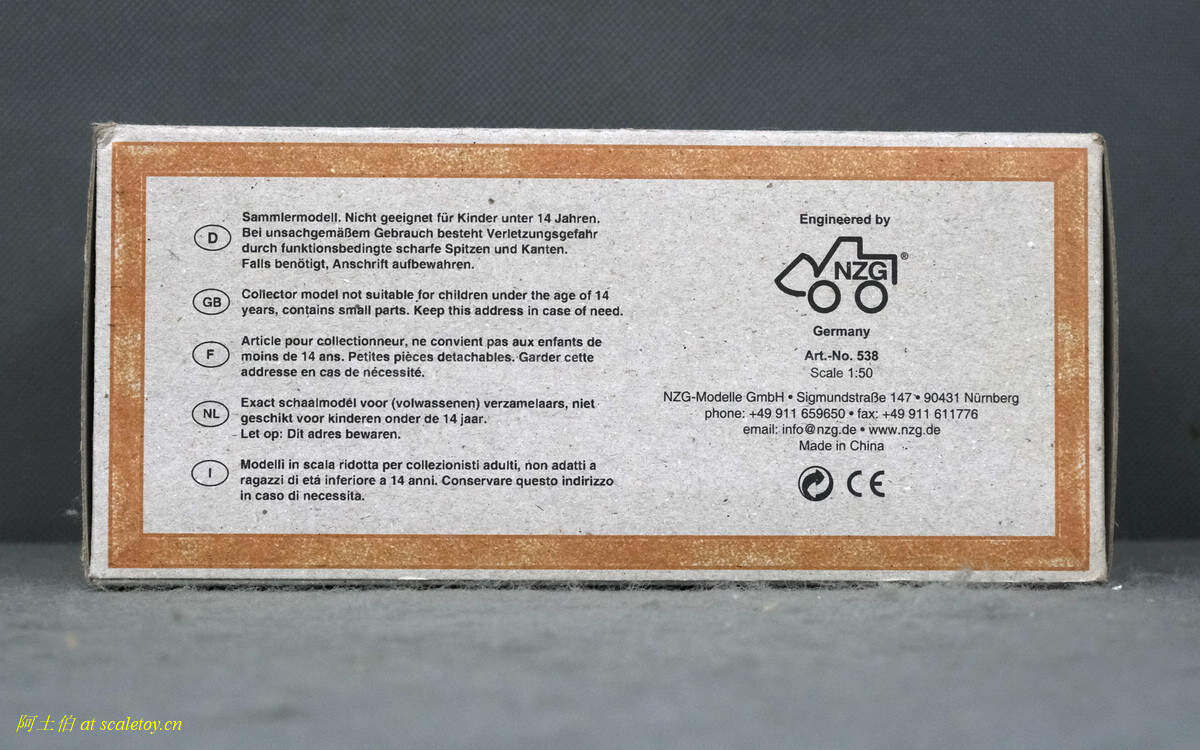 D
Sammlermodell. Nicht geeignet für Kinder unter 14 Jahren.
Bei unsachgemäßem Gebrauch besteht Verletzungsgefahr
durch funktionsbedingte scharfe Spitzen und Kanten.
Falls benötigt, Anschrift aufbewahren.
GB
Collector model not suitable for children under the age of 14
years, contains small parts. Keep this address in case of need.
F
Article pour collectionneur, ne convient pas aux enfants de
moins de 14 ans. Petites pièces detachables. Garder cette
addresse en cas de nécessité.
NL
Exact schaalmodel voor (volwassenen) verzamelaars, niet
geschikt voor kinderen onder de 14 jaar.
Let op: Dit adres bewaren.
I
Modelli in scala ridotta per collezionisti adulti, non adatti a
ragazzi di etá inferiore a 14 anni. Conservare questo indirizzo
in caso di necessita.
Engineered by
NZG®
Germany
Art.-No. 538
Scale 1:50
NZG-Modelle GmbH • Sigmundstraße 147 • 90431 Nürnberg
phone: +49 911 659650 • fax: +49 911 611776
email: info@nzg.de • www.nzg.de
Made in China
CE
阿土伯 at scaletoy.cn